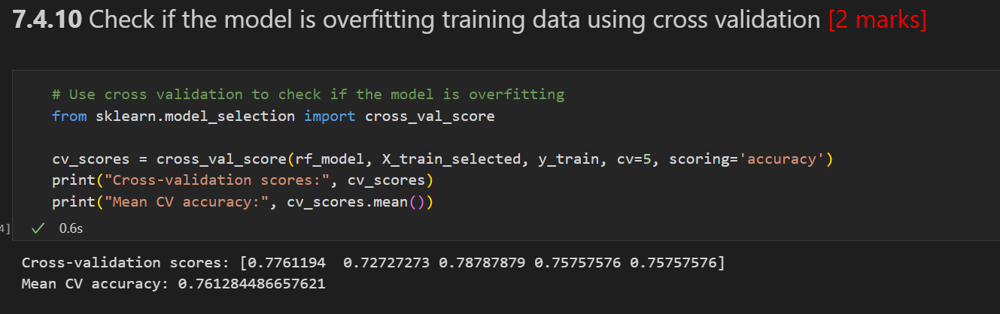 7.4.10 Check if the model is overfitting training data using cross validation [2 marks]
# Use cross validation to check if the model is overfitting
from sklearn.model_selection import cross_val_score
cv_scores = cross_val_score(rf_model, X_train_selected, y_train, cv=5, scoring='accuracy')
print("Cross-validation scores:", cv_scores)
print("Mean CV accuracy:", cv_scores.mean())
4]
0.6s
Cross-validation scores: [0.7761194  0.72727273 0.78787879 0.75757576 0.75757576]
Mean CV accuracy: 0.761284486657621